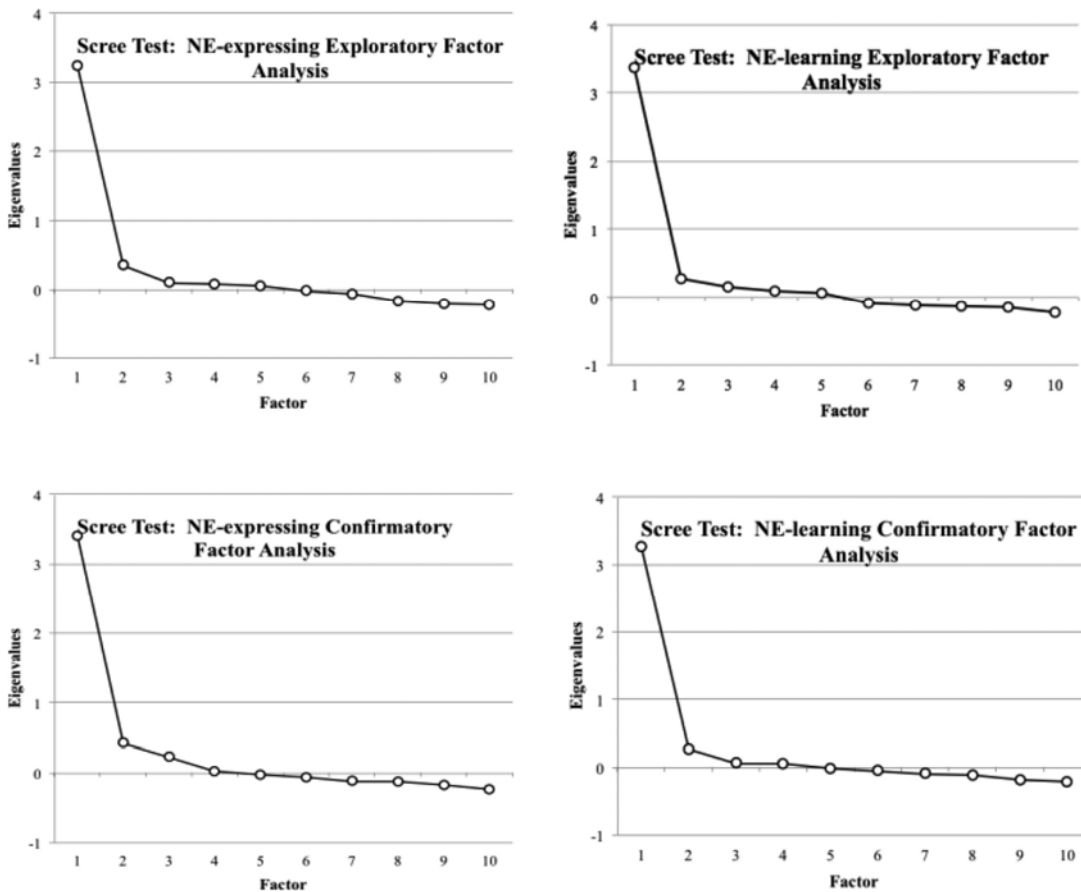 4
Scree Test: NE-expressing Exploratory Factor
Analysis
3
2
1
0
-1
Eigenvalues
1 2 3 4 5 6 7 8 9 10
Factor
4
Scree Test: NE-learning Exploratory Factor
Analysis
3
2
1
0
-1
Eigenvalues
1 2 3 4 5 6 7 8 9 10
Factor
4
Scree Test: NE-expressing Confirmatory
Factor Analysis
3
2
1
0
-1
Eigenvalues
1 2 3 4 5 6 7 8 9 10
Factor
4
Scree Test: NE-learning Confirmatory Factor
Analysis
3
2
1
0
-1
Eigenvalues
1 2 3 4 5 6 7 8 9 10
Factor